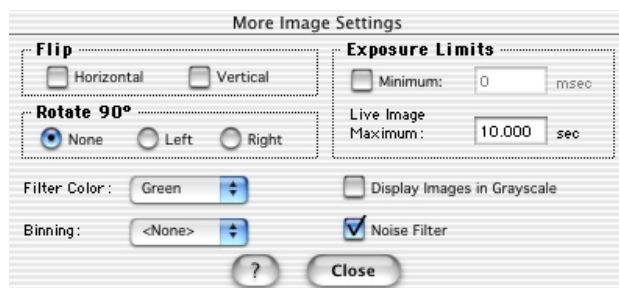 More Image Settings
Flip
Horizontal Vertical
Rotate 90°
None Left Right
Exposure Limits
Minimum: 0 msec
Live Image
Maximum: 10.000 sec
Filter Color: Green
Display Images in Grayscale
Binning: <None>
Noise Filter
? Close